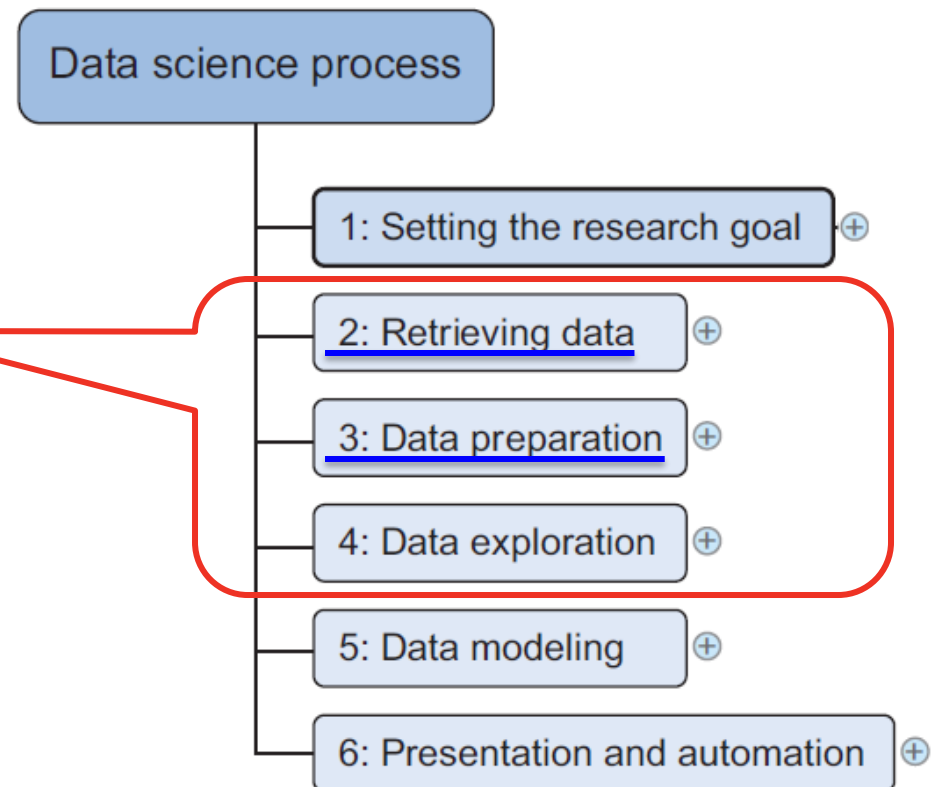 Data science process
1: Setting the research goal
2: Retrieving data
3: Data preparation
4: Data exploration
5: Data modeling
6: Presentation and automation